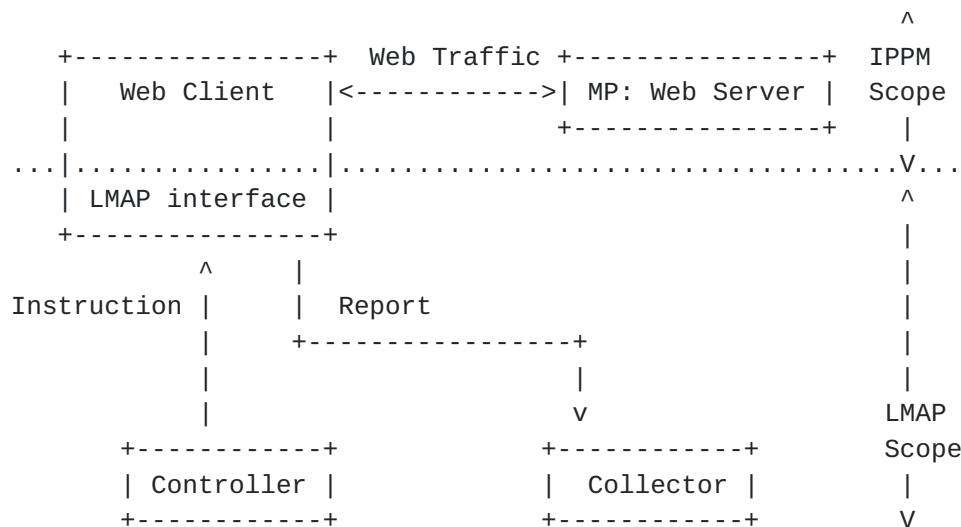 ^
   +----------------+  Web Traffic +----------------+  IPPM
   |   Web Client   |<------------>| MP: Web Server |  Scope
   |                |              +----------------+    |
...|................|....................................V...
   | LMAP interface |                                     ^
   +----------------+                                     |
            ^     |                                       |
Instruction |     |  Report                               |
            |     +-----------------+                     |
            |                       |                     |
            |                       v                   LMAP
       +------------+             +------------+        Scope
       | Controller |             |  Collector |         |
       +------------+             +------------+         V